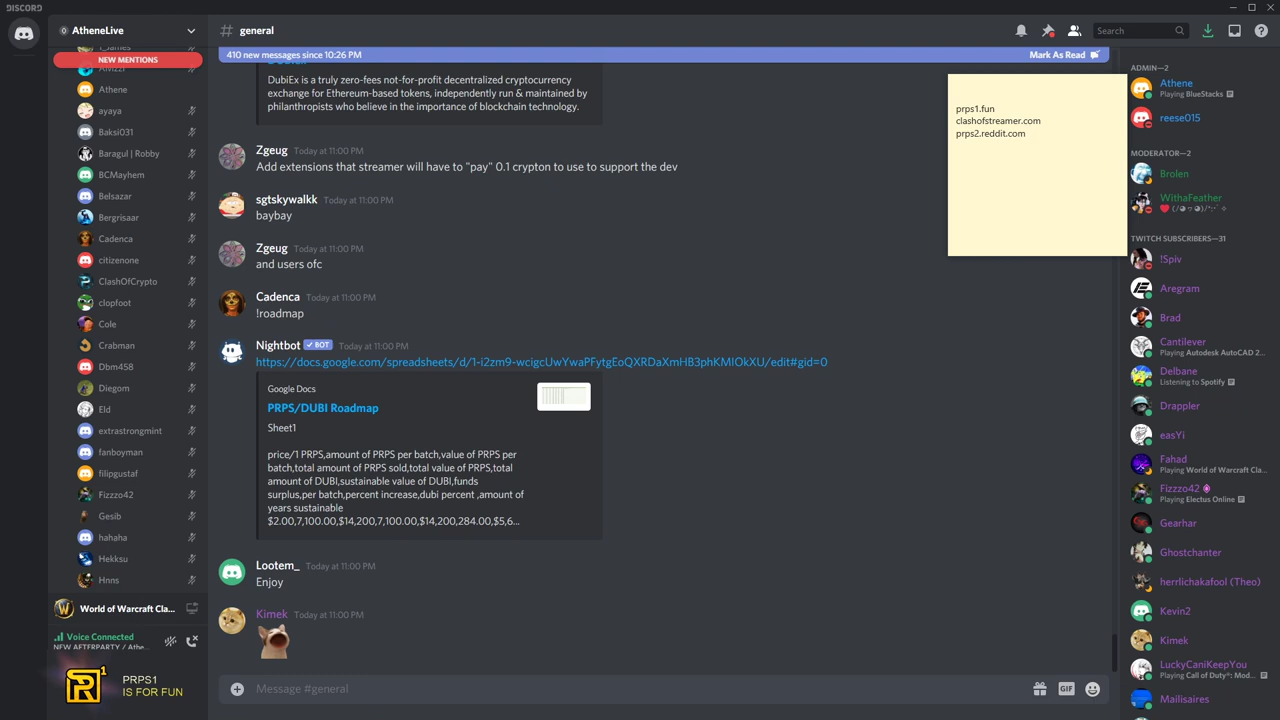 DISCORD
AtheneLive
# general
Search
NEW MENTIONS
Athene
ayaya
Baksi031
Baragul | Robby
BCMayhem
Belsazar
Bergrisaar
Cadenca
citizenone
ClashOfCrypto
clopfoot
Cole
Crabman
Dbm458
Diegom
Eld
extrastrongmint
fanboyman
filipgustaf
Fizzzo42
Gesib
hahaha
Hekksu
Hnns
World of Warcraft Cla...
Voice Connected
NEW AFTERPARTY / Athe...
PRPS1
IS FOR FUN
410 new messages since 10:26 PM
Mark As Read
DubiEx is a truly zero-fees not-for-profit decentralized cryptocurrency
exchange for Ethereum-based tokens, independently run & maintained by
philanthropists who believe in the importance of blockchain technology.
Zgeug Today at 11:00 PM
Add extensions that streamer will have to "pay" 0.1 crypton to use to support the dev
sgtskywalkk Today at 11:00 PM
baybay
Zgeug Today at 11:00 PM
and users ofc
Cadenca Today at 11:00 PM
!roadmap
Nightbot BOT Today at 11:00 PM
https://docs.google.com/spreadsheets/d/1-i2zm9-wcigcUwYwaPFytgEoQXRDaXmHB3phKMIOkXU/edit#gid=0
Google Docs
PRPS/DUBI Roadmap
Sheet1
price/1 PRPS,amount of PRPS per batch,value of PRPS per
batch,total amount of PRPS sold,total value of PRPS,total
amount of DUBI,sustainable value of DUBI,funds
surplus,per batch,percent increase,dubi percent ,amount of
years sustainable
$2.00,7,100.00,$14,200,7,100.00,$14,200,284.00,$5,6...
Lootem_ Today at 11:00 PM
Enjoy
Kimek Today at 11:00 PM
Message #general
GIF
prps1.fun
clashofstreamer.com
prps2.reddit.com
ADMIN—2
Athene
Playing BlueStacks
reese015
MODERATOR—2
Brolen
WithaFeather
TWITCH SUBSCRIBERS—31
!Spiv
Aregram
Brad
Cantilever
Playing Autodesk AutoCAD 2...
Delbane
Listening to Spotify
Drappler
easYi
Fahad
Playing World of Warcraft Cla...
Fizzzo42
Playing Electus Online
Gearhar
Ghostchanter
herrlichakafool (Theo)
Kevin2
Kimek
LuckyCaniKeepYou
Playing Call of Duty®: Mod...
Mailisaires